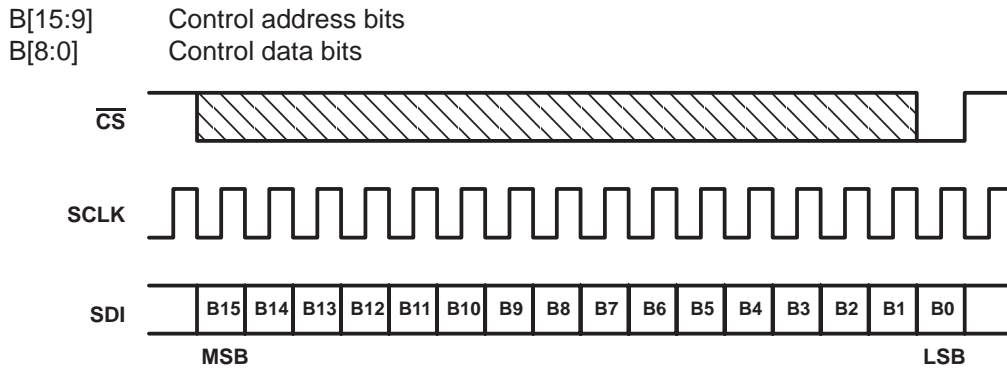 B[15:9] Control address bits
B[8:0] Control data bits
CS
SCLK
SDI B15 B14 B13 B12 B11 B10 B9 B8 B7 B6 B5 B4 B3 B2 B1 B0
MSB LSB